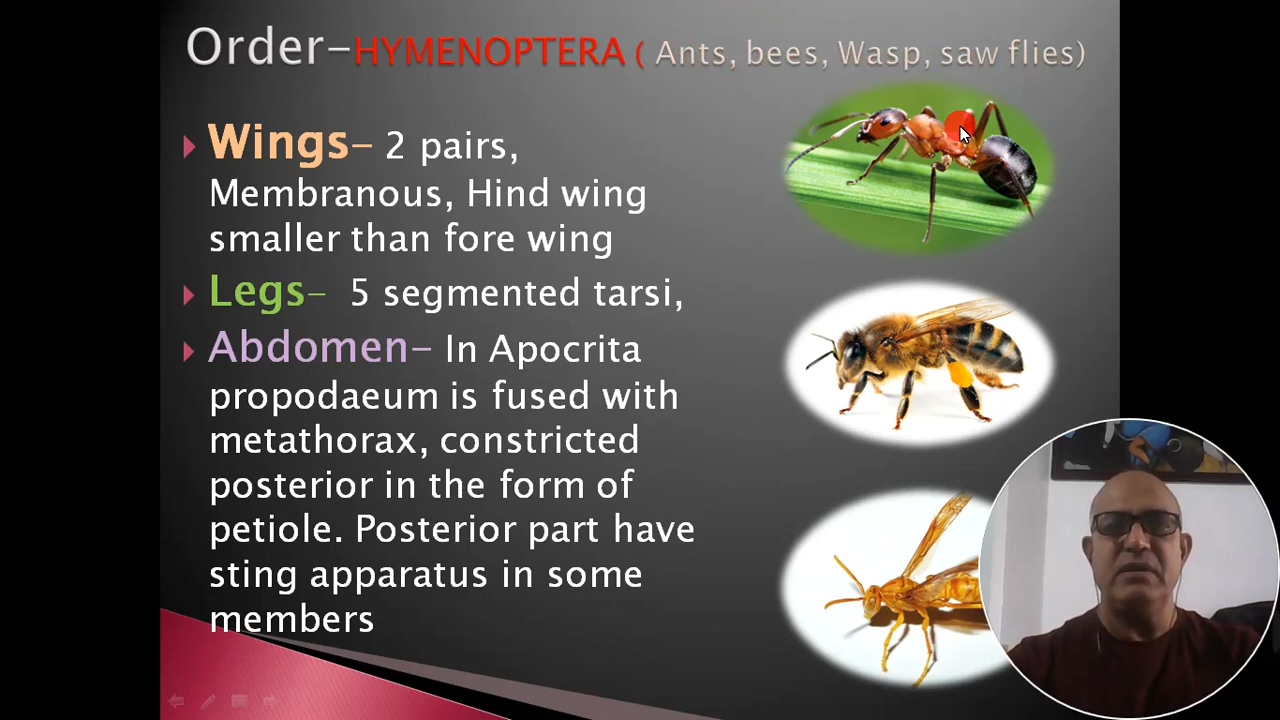 Order-HYMENOPTERA ( Ants, bees, Wasp, saw flies)
Wings- 2 pairs,
Membranous, Hind wing
smaller than fore wing
Legs- 5 segmented tarsi,
Abdomen- In Apocrita
propodaeum is fused with
metathorax, constricted
posterior in the form of
petiole. Posterior part have
sting apparatus in some
members